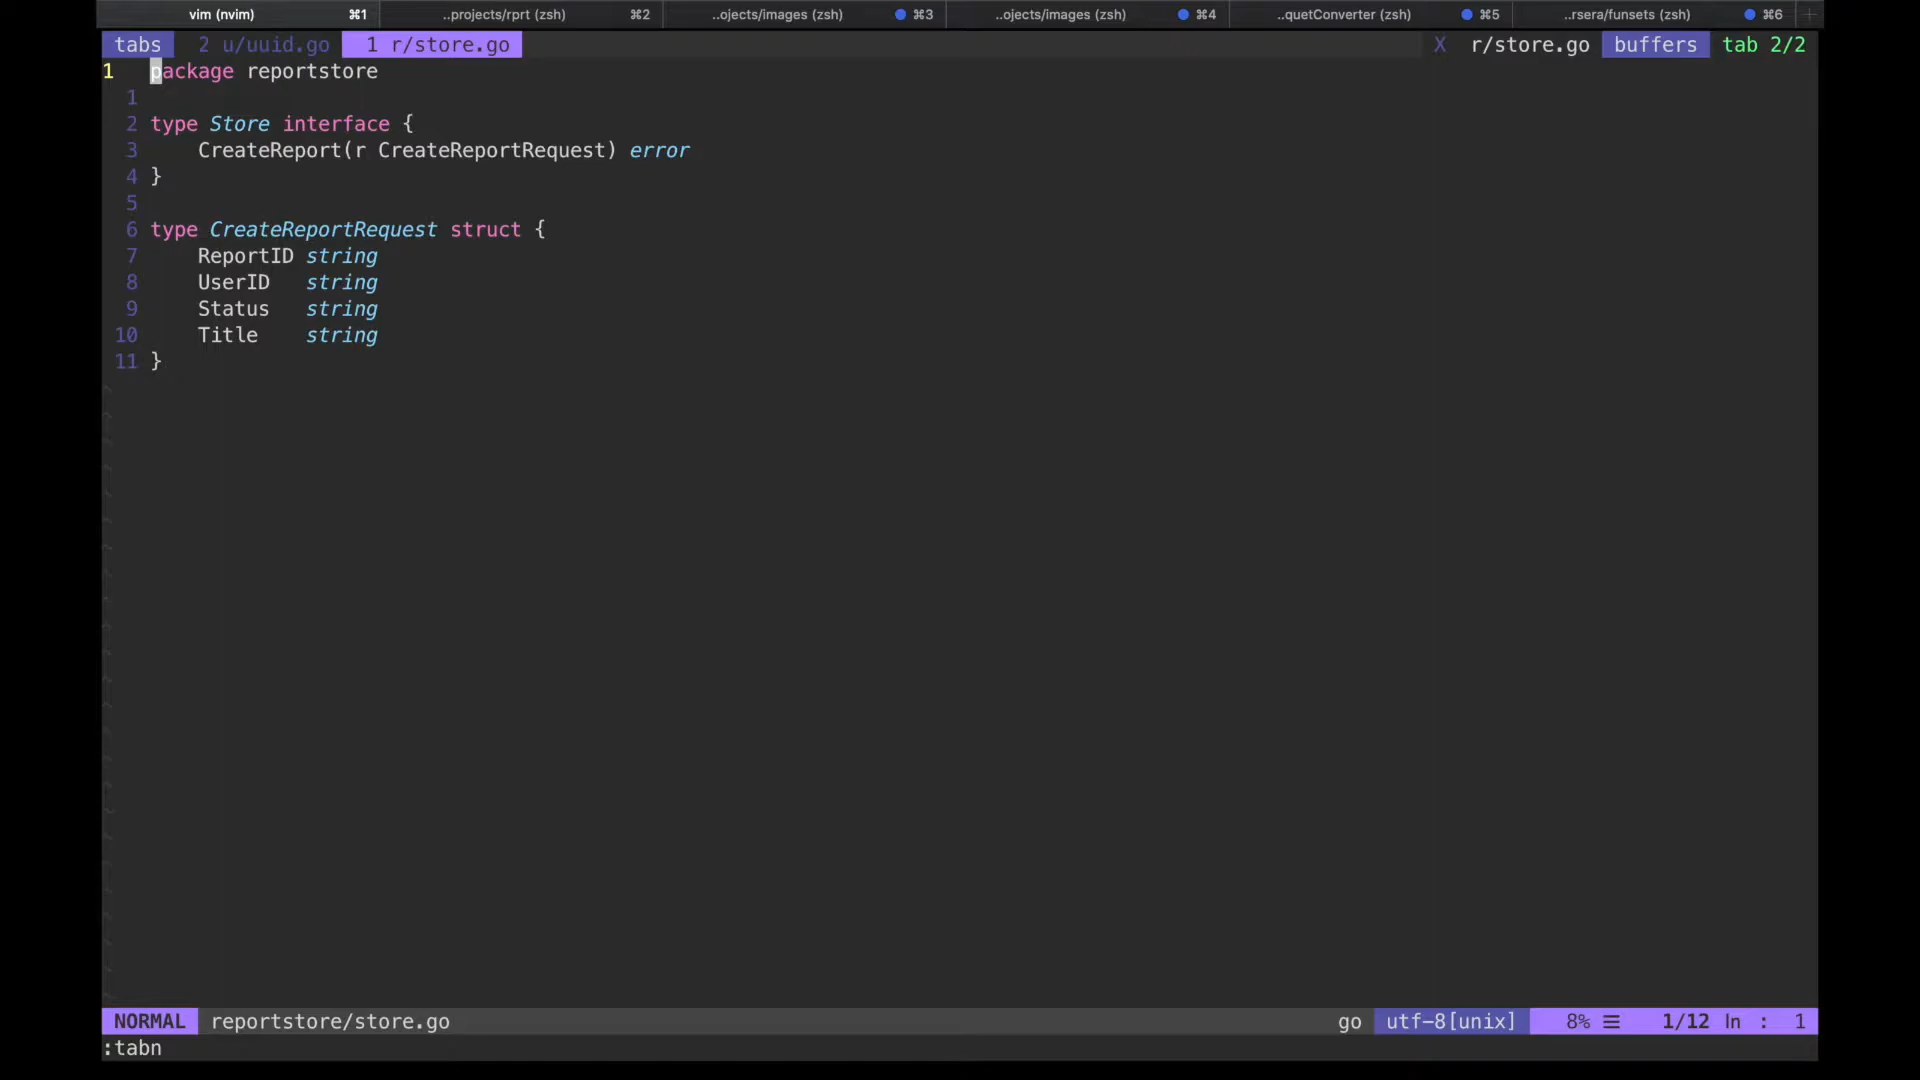 vim (nvim) ⌘1 ..projects/rprt (zsh) ⌘2 ..ojects/images (zsh) ⌘3 ..ojects/images (zsh) ⌘4 ..quetConverter (zsh) ⌘5 ..rsera/funsets (zsh) ⌘6 +
tabs 2 u/uuid.go 1 r/store.go X r/store.go buffers tab 2/2
1 package reportstore
1
2 type Store interface {
3 CreateReport(r CreateReportRequest) error
4 }
5
6 type CreateReportRequest struct {
7 ReportID string
8 UserID string
9 Status string
10 Title string
11 }
NORMAL reportstore/store.go go utf-8[unix] 8% ☰ 1/12 ln : 1
:tabn